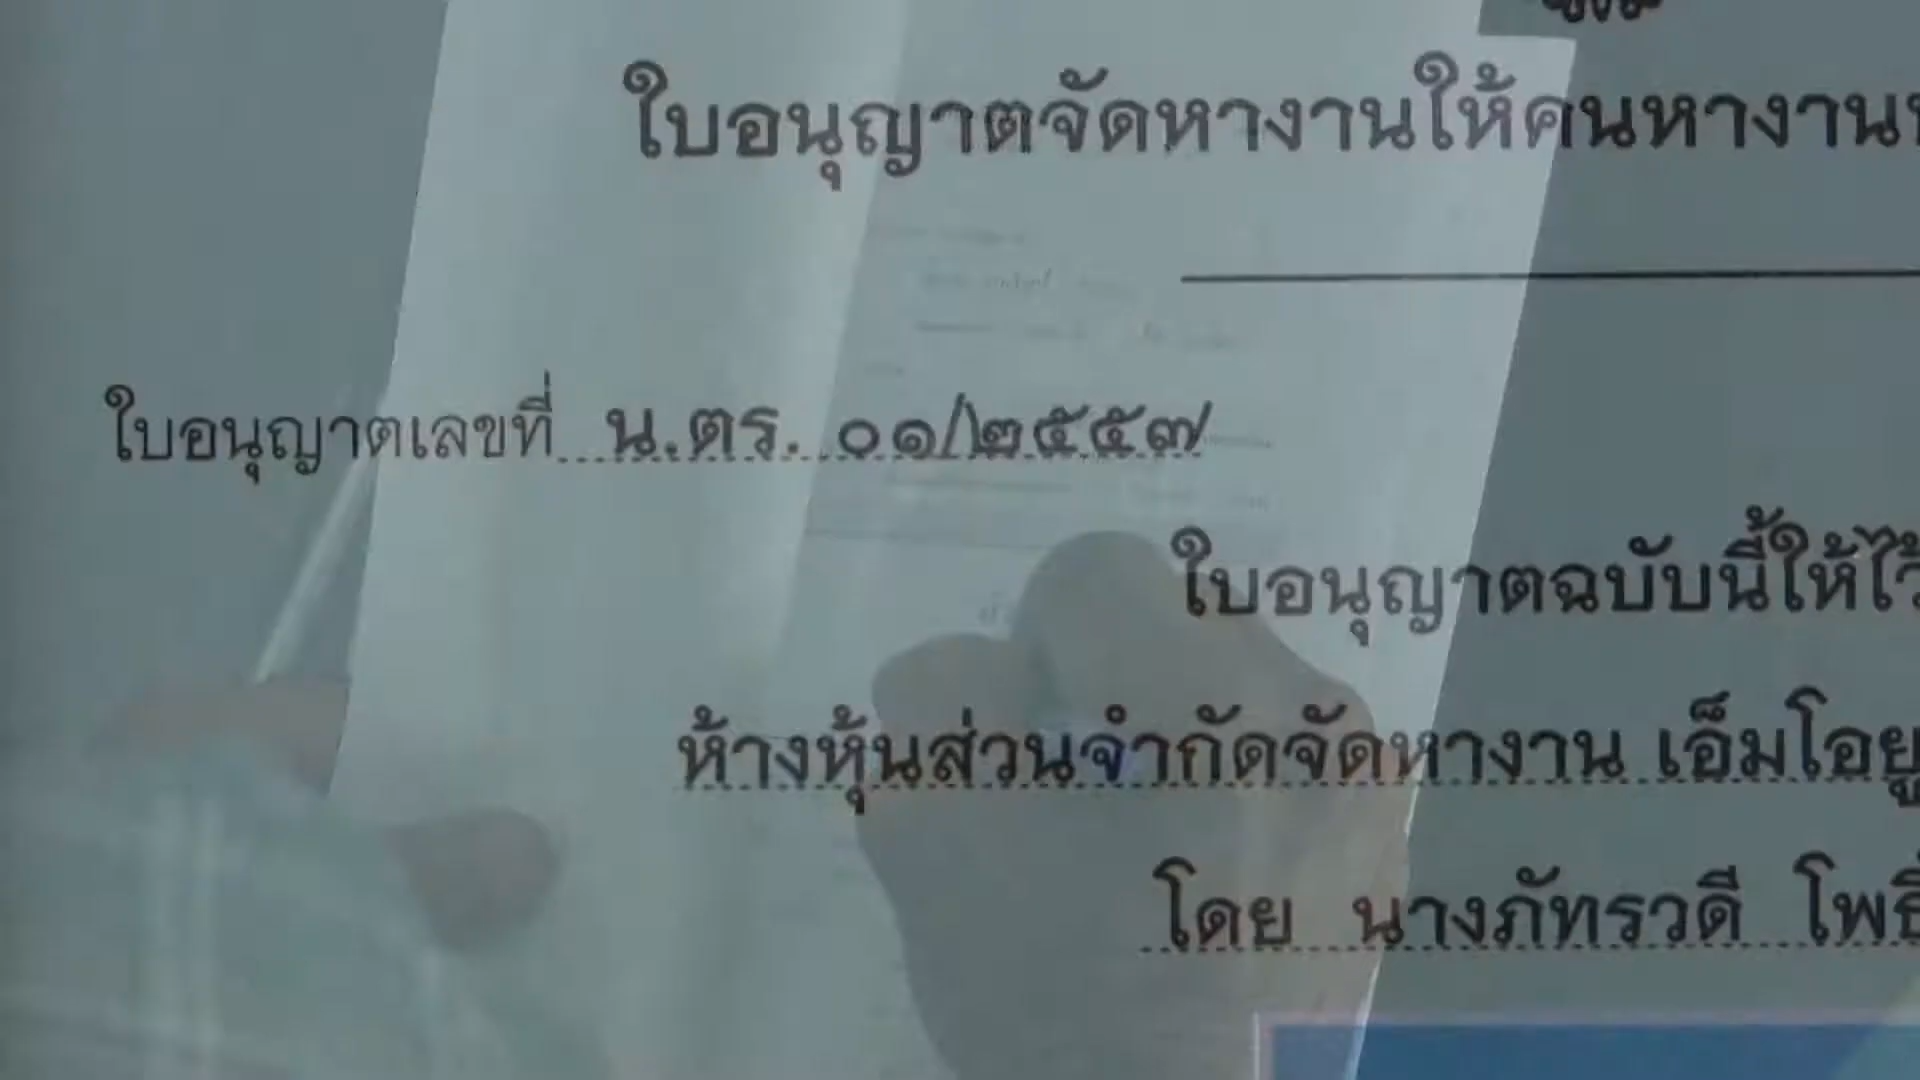 ใบอนุญาตจัดหางานให้คนหางาน
ใบอนุญาตเลขที่ น.ตร. ๐๑/๒๕๕๗
ใบอนุญาตฉบับนี้ให้ไว้
ห้างหุ้นส่วนจำกัดจัดหางาน เอ็มโอยู
โดย นางภัทรวดี